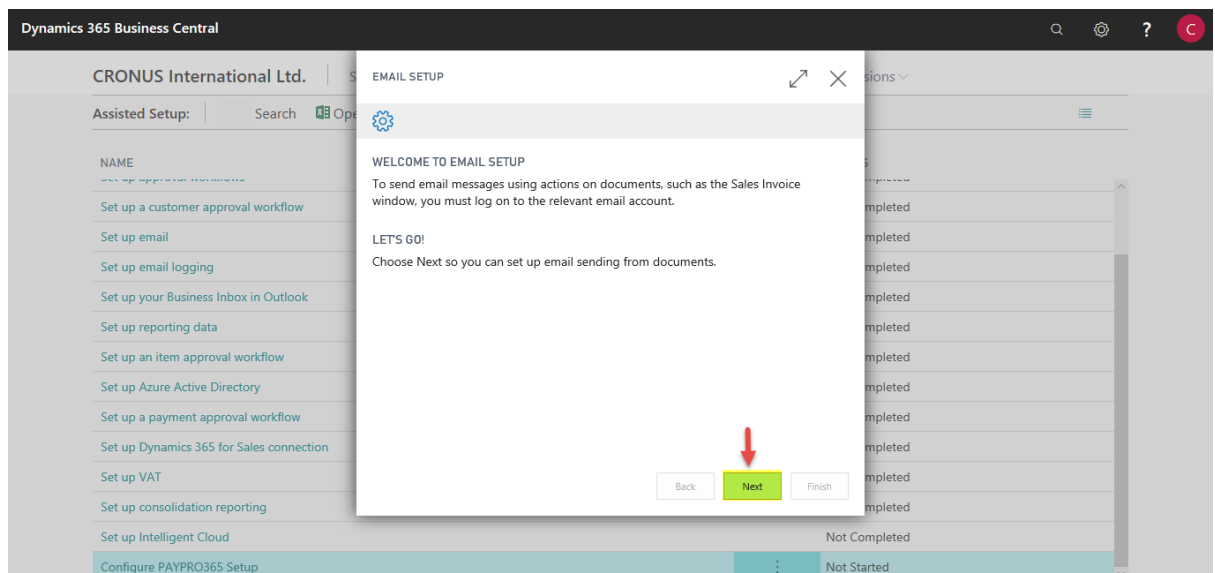 Dynamics 365 Business Central
?
C
CRONUS International Ltd.
Assisted Setup: Search
NAME
Set up approval workflows
Set up a customer approval workflow
Set up email
Set up email logging
Set up your Business Inbox in Outlook
Set up reporting data
Set up an item approval workflow
Set up Azure Active Directory
Set up a payment approval workflow
Set up Dynamics 365 for Sales connection
Set up VAT
Set up consolidation reporting
Set up Intelligent Cloud
Not Completed
Configure PAYPRO365 Setup
Not Started
EMAIL SETUP
WELCOME TO EMAIL SETUP
To send email messages using actions on documents, such as the Sales Invoice
window, you must log on to the relevant email account.
LET'S GO!
Choose Next so you can set up email sending from documents.
Back
Next
Finish